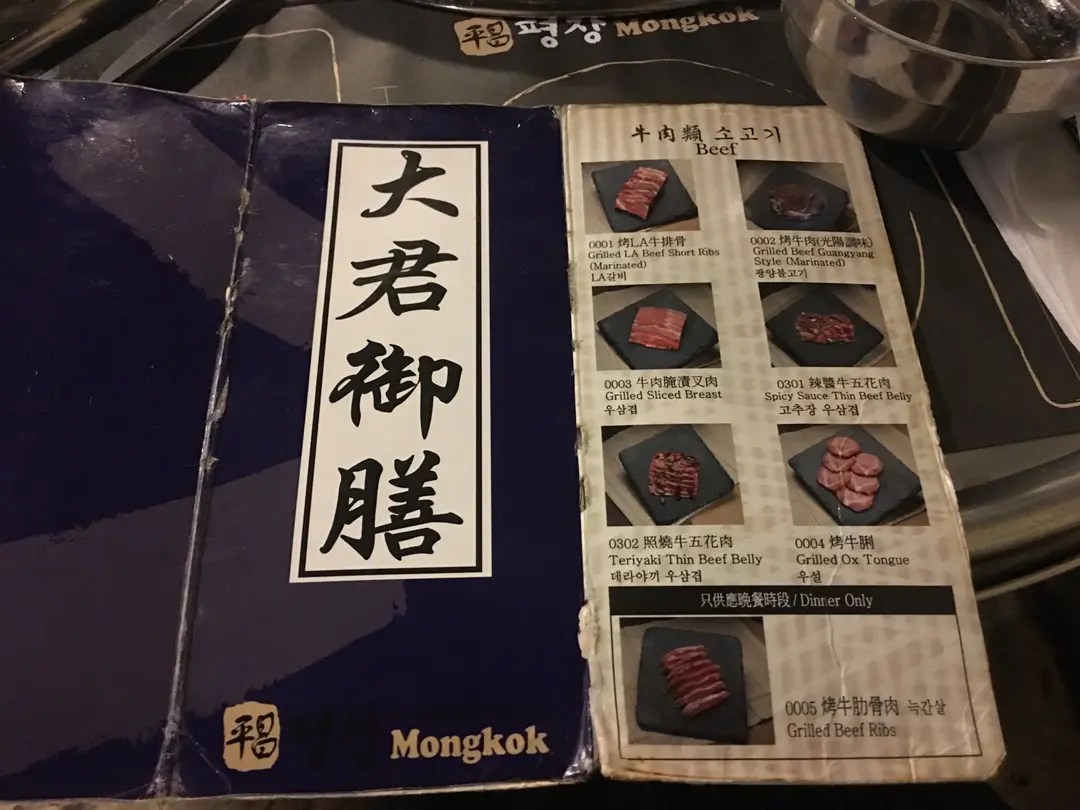 平昌 평창 Mongkok
大
君
御
膳
平昌 Mongkok
牛肉類 소고기
Beef
0001 烤LA牛排骨
Grilled LA Beef Short Ribs
(Marinated)
LA갈비
0002 烤牛肉(光陽調味)
Grilled Beef Guangyang
Style (Marinated)
광양불고기
0003 牛肉腌漬叉肉
Grilled Sliced Breast
우삼겹
0301 辣醬牛五花肉
Spicy Sauce Thin Beef Belly
고추장 우삼겹
0302 照燒牛五花肉
Teriyaki Thin Beef Belly
데리야끼 우삼겹
0004 烤牛脷
Grilled Ox Tongue
우설
只供應晚餐時段 / Dinner Only
0005 烤牛肋骨肉 늑간살
Grilled Beef Ribs